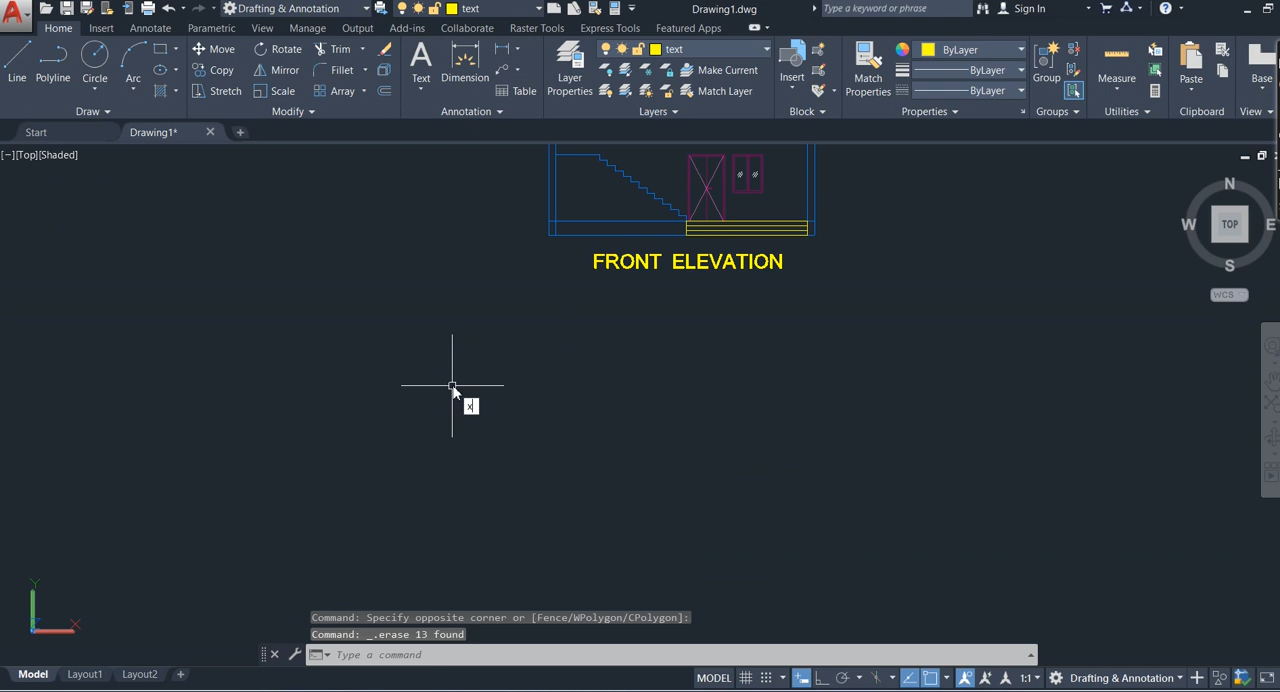 Drafting & Annotation
text
Drawing1.dwg
Type a keyword or phrase
Sign In
Home Insert Annotate Parametric View Manage Output Add-ins Collaborate Express Tools Featured Apps
Line Polyline Circle Arc
Move Rotate Trim
Copy Mirror Fillet
Stretch Scale Array
Text Dimension Table
Layer Properties
text
Make Current
Match Layer
Insert
Match Properties
ByLayer
ByLayer
ByLayer
Group
Measure
Paste
Base
Draw Modify Annotation Layers Block Properties Groups Utilities Clipboard View
Start Drawing1*
[−][Top][Shaded]
N
W TOP E
S
WCS
FRONT ELEVATION
x
Y
X
Command: Specify opposite corner or [Fence/WPolygon/CPolygon]:
Command: _.erase 13 found
Type a command
Model Layout1 Layout2
MODEL 1:1 Drafting & Annotation